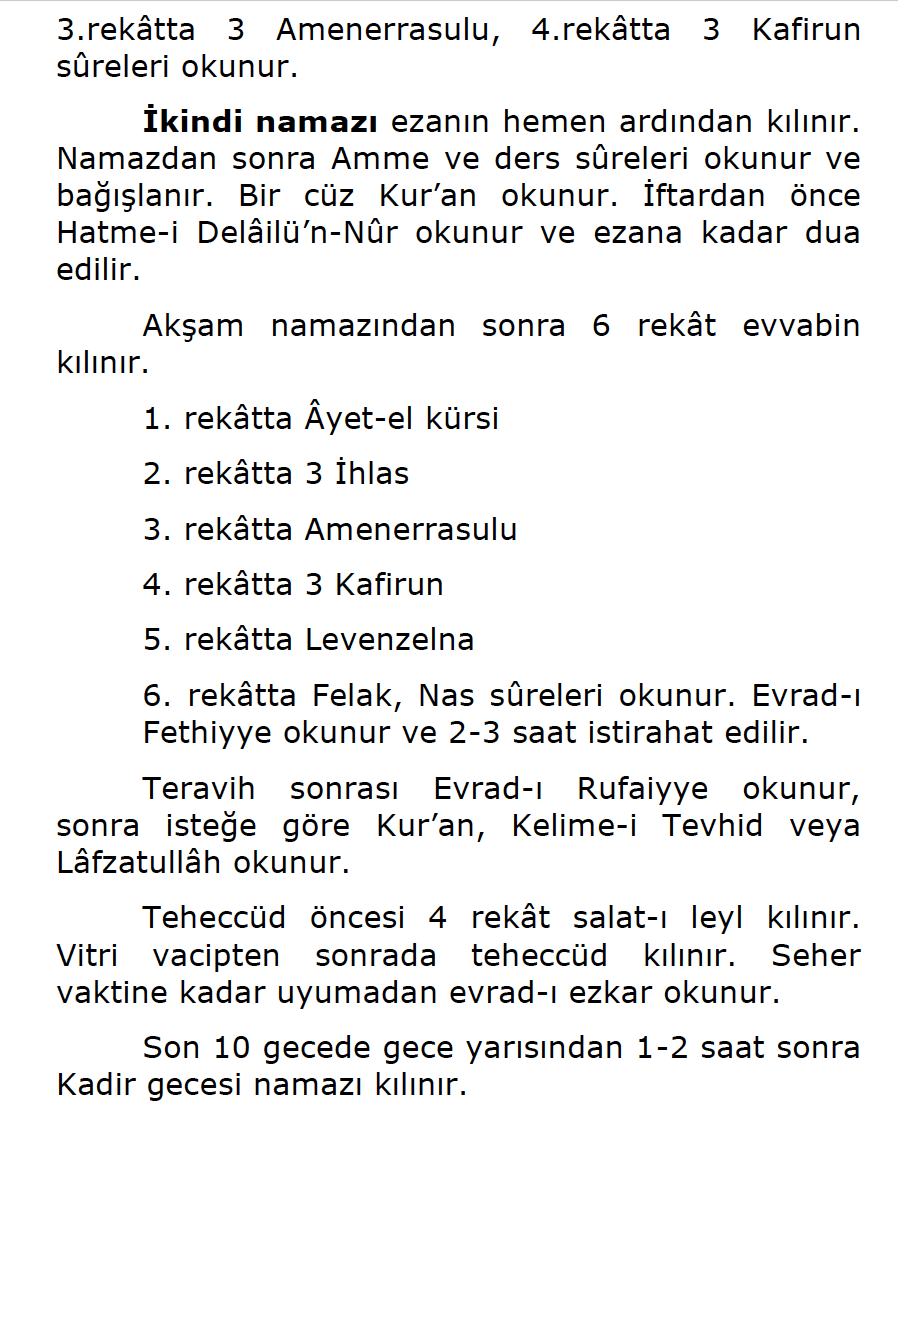 3.rekâtta 3 Amenerrasulu, 4.rekâtta 3 Kafirun
sûreleri okunur.
İkindi namazı ezanın hemen ardından kılınır.
Namazdan sonra Amme ve ders sûreleri okunur ve
bağışlanır. Bir cüz Kur’an okunur. İftardan önce
Hatme-i Delâilü’n-Nûr okunur ve ezana kadar dua
edilir.
Akşam namazından sonra 6 rekât evvabin
kılınır.
1. rekâtta Âyet-el kürsi
2. rekâtta 3 İhlas
3. rekâtta Amenerrasulu
4. rekâtta 3 Kafirun
5. rekâtta Levenzelna
6. rekâtta Felak, Nas sûreleri okunur. Evrad-ı
Fethiyye okunur ve 2-3 saat istirahat edilir.
Teravih sonrası Evrad-ı Rufaiyye okunur,
sonra isteğe göre Kur’an, Kelime-i Tevhid veya
Lâfzatullâh okunur.
Teheccüd öncesi 4 rekât salat-ı leyl kılınır.
Vitri vacipten sonrada teheccüd kılınır. Seher
vaktine kadar uyumadan evrad-ı ezkar okunur.
Son 10 gecede gece yarısından 1-2 saat sonra
Kadir gecesi namazı kılınır.